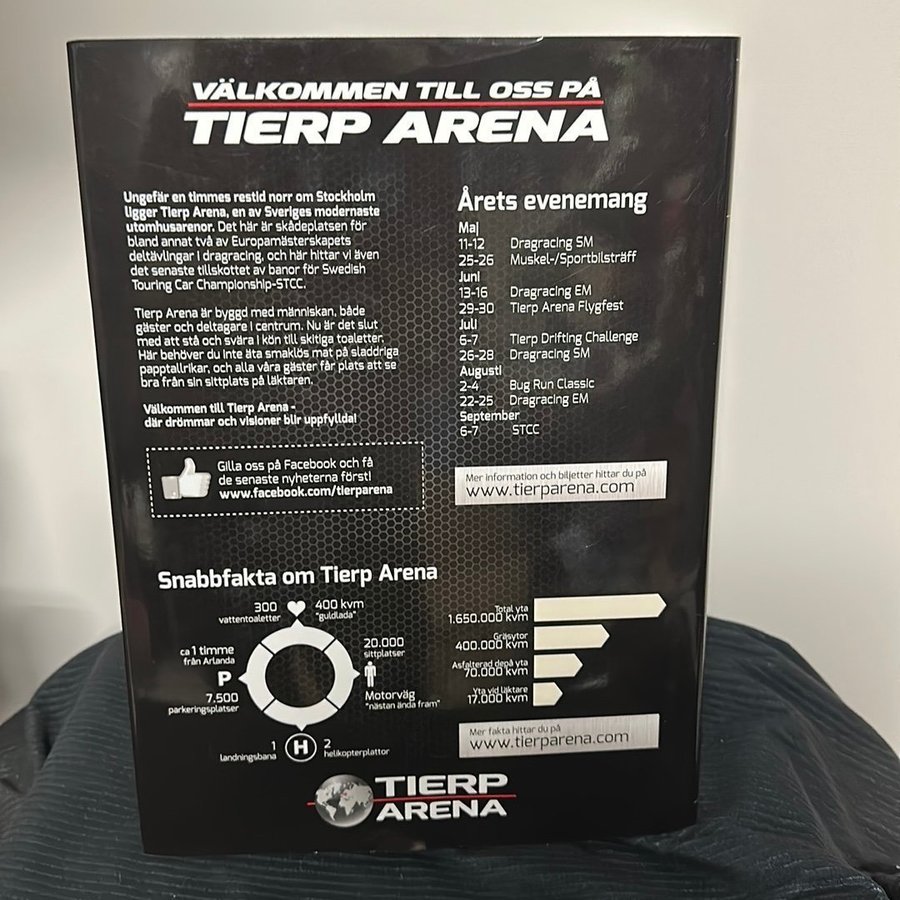 VÄLKOMMEN TILL OSS PÅ
TIERP ARENA
Ungefär en timmes restid norr om Stockholm
ligger Tierp Arena, en av Sveriges modernaste
utomhusarenor. Det här är skådeplatsen för
bland annat två av Europamästerskapets
deltävlingar i dragracing, och här hittar vi även
det senaste tillskottet av banor för Swedish
Touring Car Championship-STCC.
Tierp Arena är byggd med människan, både
gäster och deltagare i centrum. Nu är det slut
med att stå och svära i kön till skitiga toaletter.
Här behöver du inte äta smaklös mat på sladdriga
papptallrikar, och alla våra gäster får plats att se
bra från sin sittplats på läktaren.
Välkommen till Tierp Arena -
där drömmar och visioner blir uppfyllda!
Gilla oss på Facebook och få
de senaste nyheterna först!
www.facebook.com/tierparena
Årets evenemang
Maj
11-12 Dragracing SM
25-26 Muskel-/Sportbilsträff
Juni
13-16 Dragracing EM
29-30 Tierp Arena Flygfest
Juli
6-7 Tierp Drifting Challenge
26-28 Dragracing SM
Augusti
2-4 Bug Run Classic
22-25 Dragracing EM
September
6-7 STCC
Mer information och biljetter hittar du på
www.tierparena.com
Snabbfakta om Tierp Arena
300
vattentoaletter
400 kvm
"guldlada"
ca 1 timme
från Arlanda
20.000
sittplatser
P
7.500
parkeringsplatser
Motorväg
"nästan ända fram"
1
landningsbana
H
2
helikopterplattor
Total yta
1.650.000 kvm
Gräsytor
400.000 kvm
Asfalterad depå yta
70.000 kvm
Yta vid läktare
17.000 kvm
Mer fakta hittar du på
www.tierparena.com
TIERP
ARENA